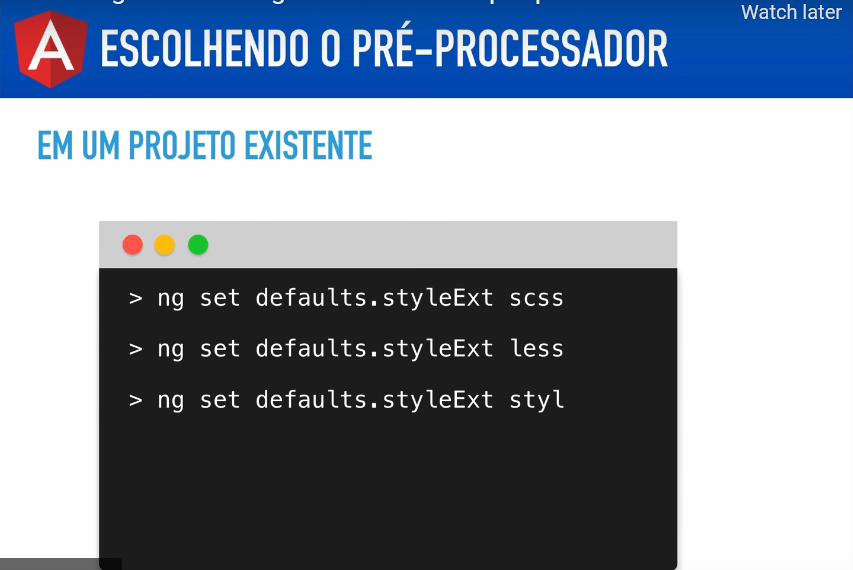 Watch later
ESCOLHENDO O PRÉ-PROCESSADOR
EM UM PROJETO EXISTENTE
> ng set defaults.styleExt scss
> ng set defaults.styleExt less
> ng set defaults.styleExt styl